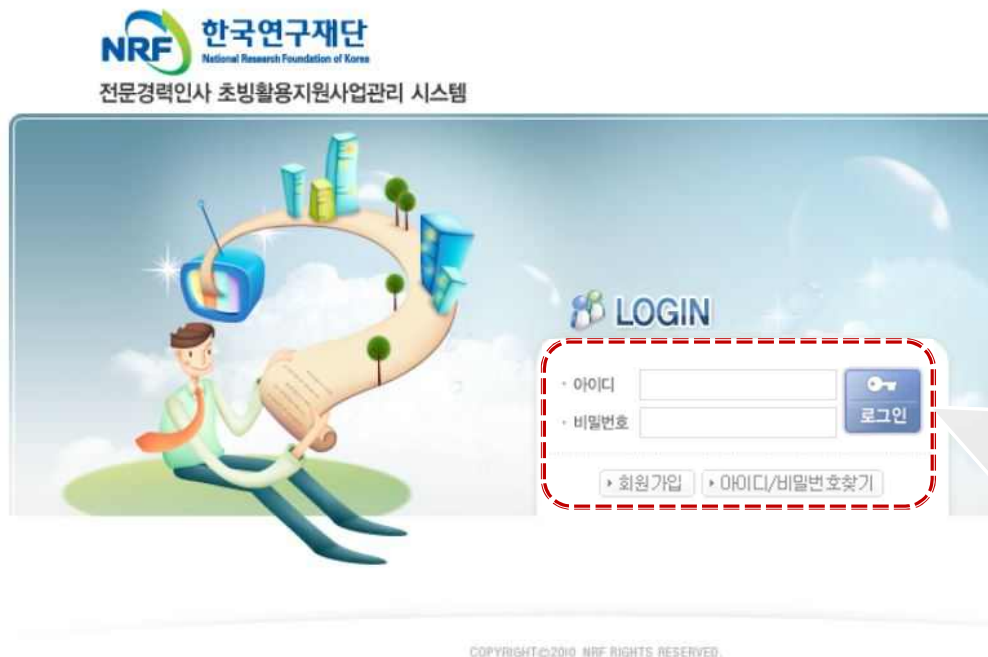 NRF 한국연구재단
National Research Foundation of Korea
전문경력인사 초빙활용지원사업관리 시스템
LOGIN
· 아이디
· 비밀번호
로그인
회원가입 아이디/비밀번호찾기
COPYRIGHT©2010 NRF RIGHTS RESERVED.